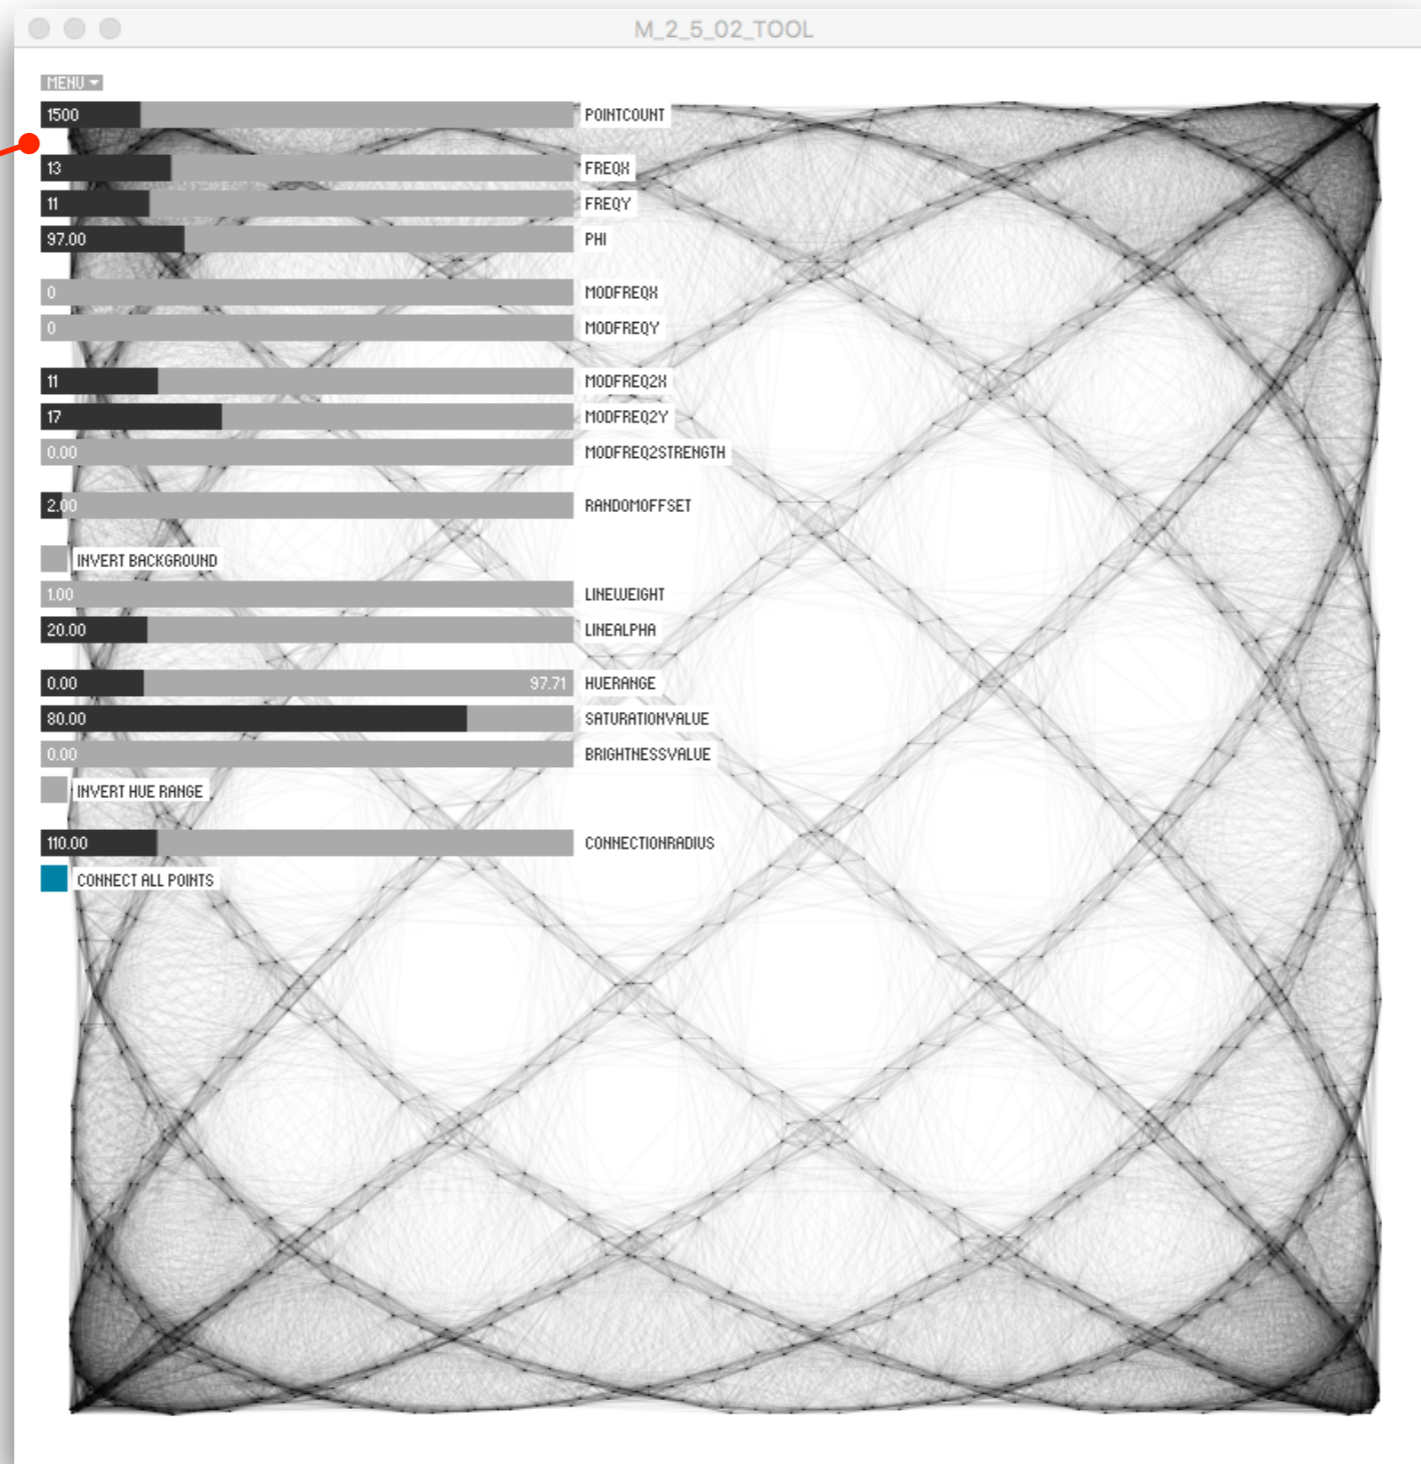 M_2_5_02_TOOL
MENU
1500 POINTCOUNT
13 FREQX
11 FREQY
97.00 PHI
0 MODFREQX
0 MODFREQY
11 MODFREQ2X
17 MODFREQ2Y
0.00 MODFREQ2STRENGTH
2.00 RANDOMOFFSET
INVERT BACKGROUND
1.00 LINEWEIGHT
20.00 LINEALPHA
0.00 97.71 HUERANGE
80.00 SATURATIONVALUE
0.00 BRIGHTNESSVALUE
INVERT HUE RANGE
110.00 CONNECTIONRADIUS
CONNECT ALL POINTS